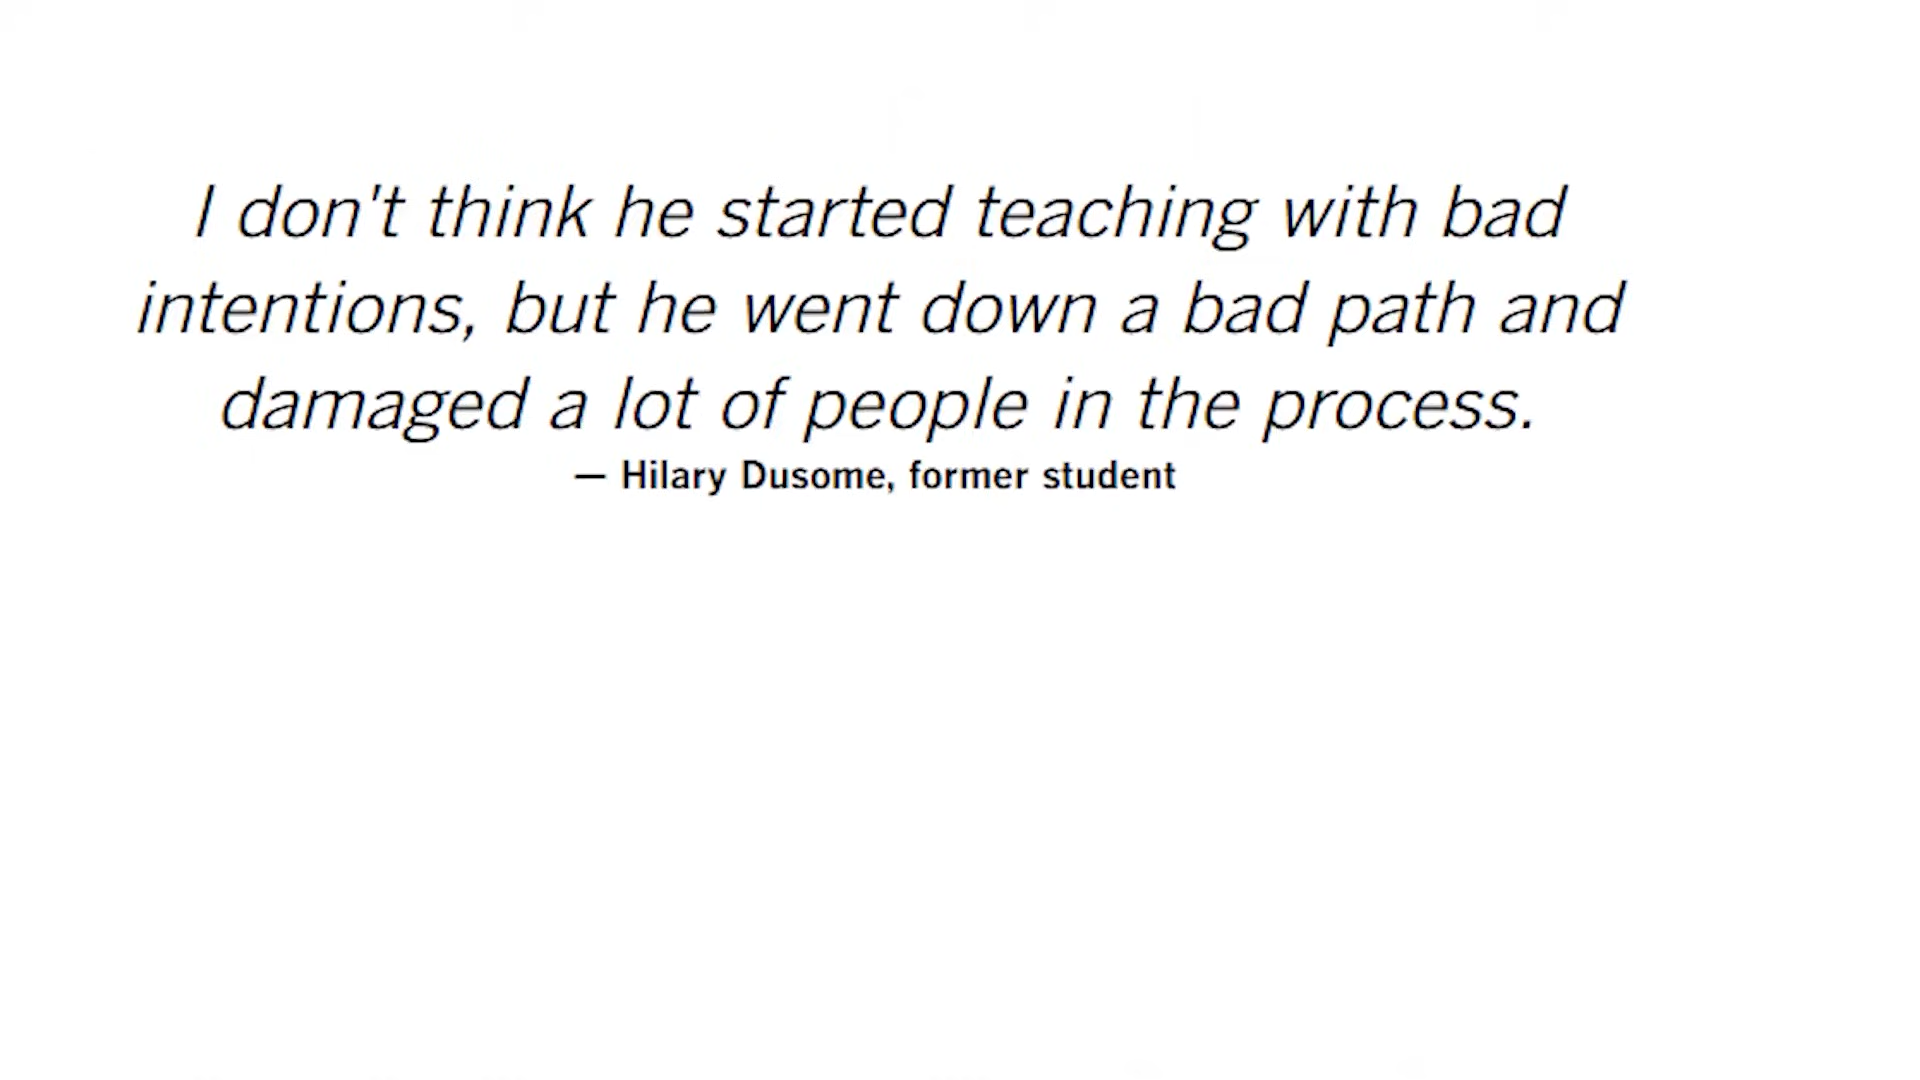 I don't think he started teaching with bad
intentions, but he went down a bad path and
damaged a lot of people in the process.
— Hilary Dusome, former student